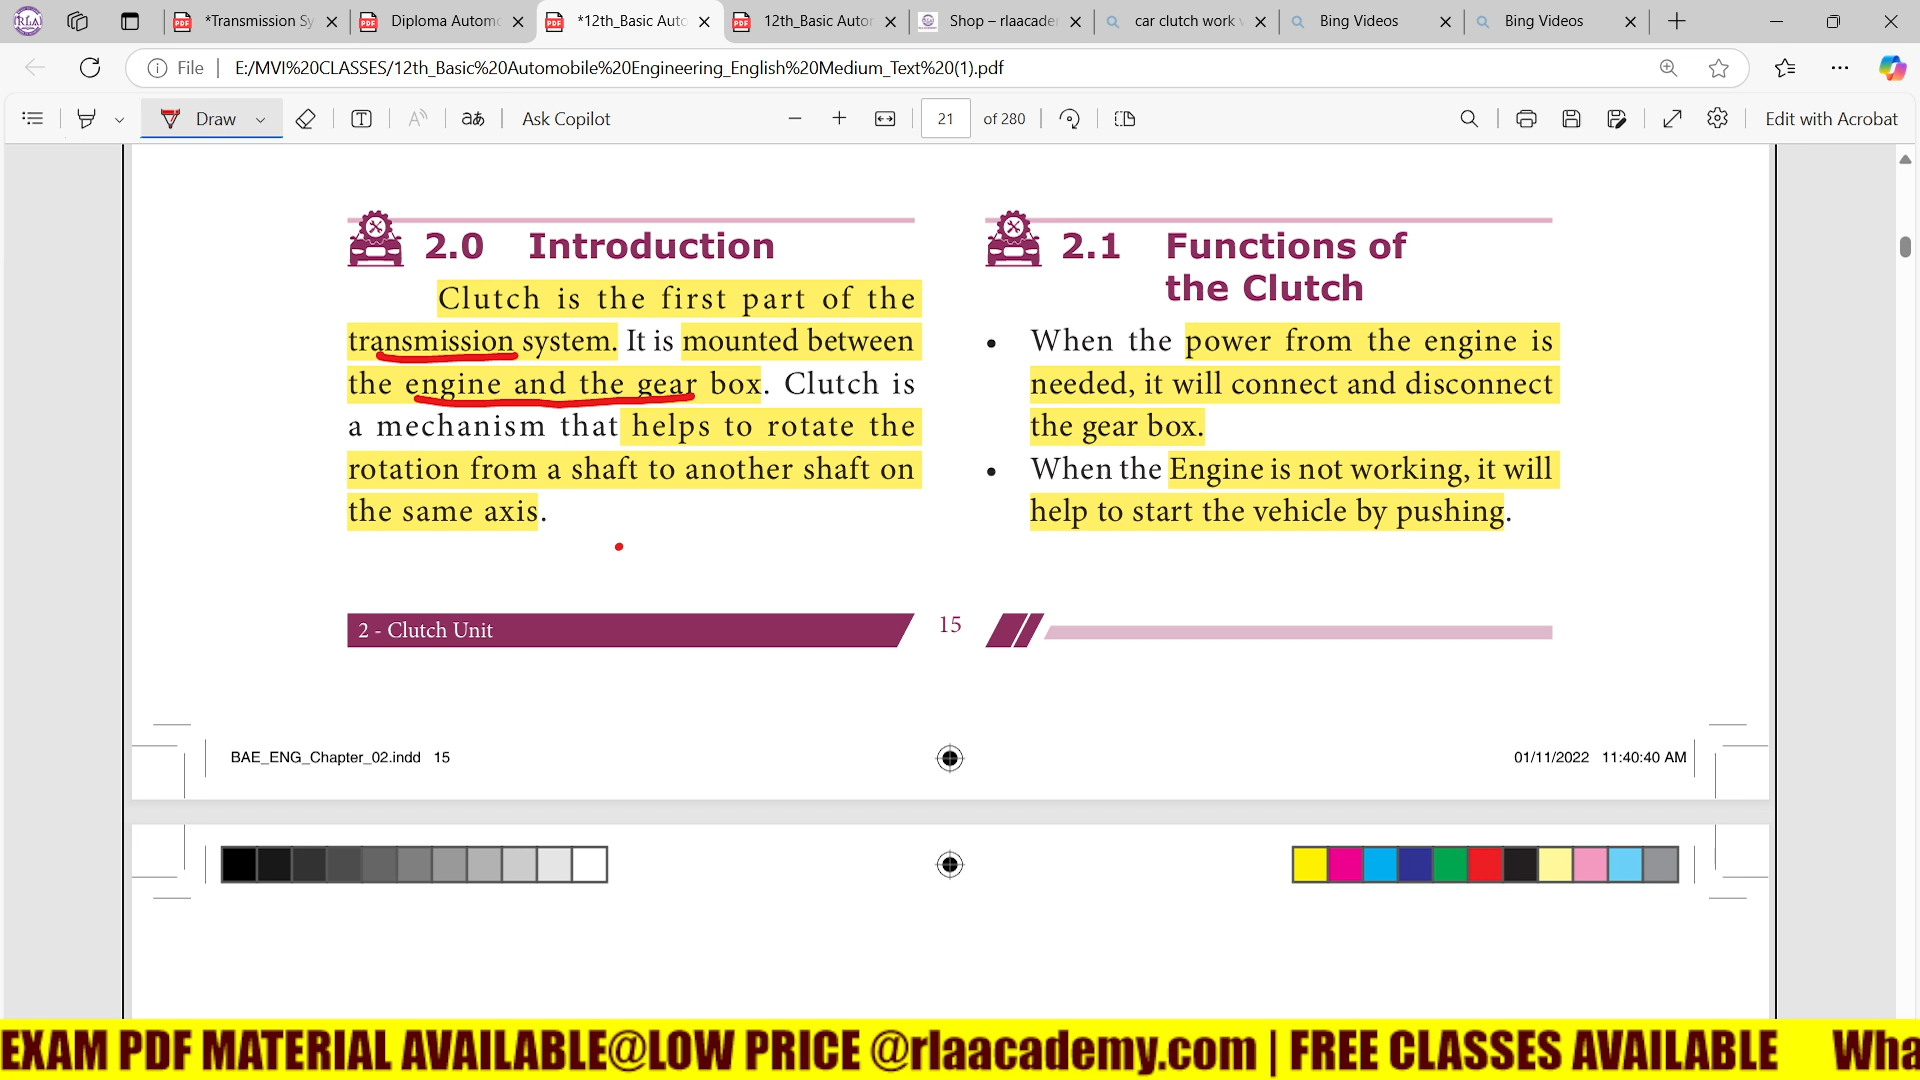 *Transmission Sy
Diploma Automo
*12th_Basic Auto
12th_Basic Autor
Shop – rlaacader
car clutch work v
Bing Videos
Bing Videos
File
E:/MVI%20CLASSES/12th_Basic%20Automobile%20Engineering_English%20Medium_Text%20(1).pdf
Draw
Ask Copilot
21 of 280
Edit with Acrobat
2.0 Introduction
Clutch is the first part of the
transmission system. It is mounted between
the engine and the gear box. Clutch is
a mechanism that helps to rotate the
rotation from a shaft to another shaft on
the same axis.
2.1 Functions of
the Clutch
• When the power from the engine is
needed, it will connect and disconnect
the gear box.
• When the Engine is not working, it will
help to start the vehicle by pushing.
2 - Clutch Unit
15
BAE_ENG_Chapter_02.indd 15
01/11/2022 11:40:40 AM
EXAM PDF MATERIAL AVAILABLE@LOW PRICE @rlaacademy.com | FREE CLASSES AVAILABLE Wha